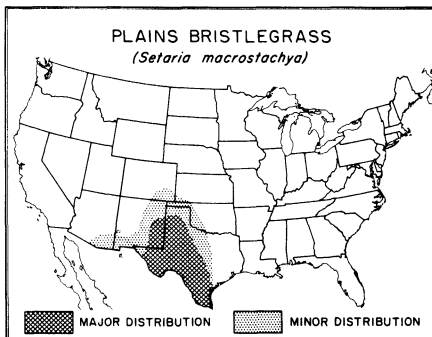 PLAINS BRISTLEGRASS
(Setaria macrostachya)
MAJOR DISTRIBUTION
MINOR DISTRIBUTION